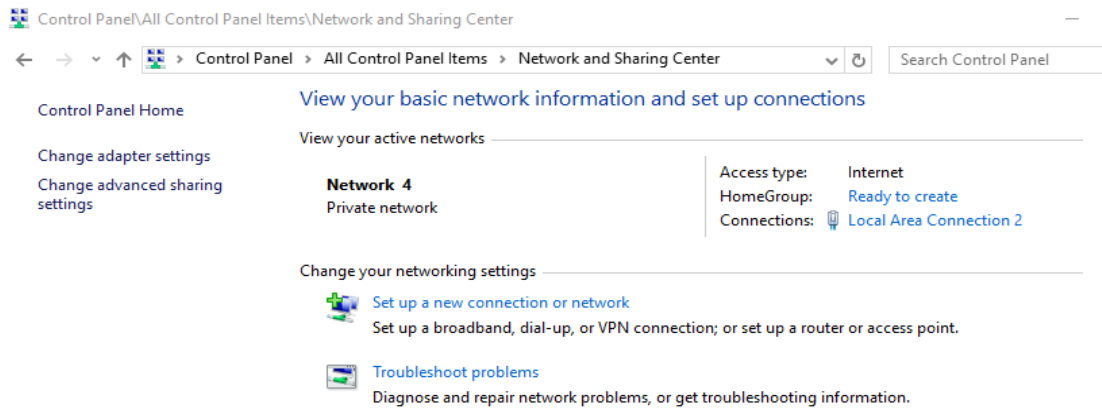 Control Panel\All Control Panel Items\Network and Sharing Center
Control Panel > All Control Panel Items > Network and Sharing Center
Search Control Panel
Control Panel Home
Change adapter settings
Change advanced sharing
settings
View your basic network information and set up connections
View your active networks
Network 4
Private network
Access type: Internet
HomeGroup: Ready to create
Connections: Local Area Connection 2
Change your networking settings
Set up a new connection or network
Set up a broadband, dial-up, or VPN connection; or set up a router or access point.
Troubleshoot problems
Diagnose and repair network problems, or get troubleshooting information.